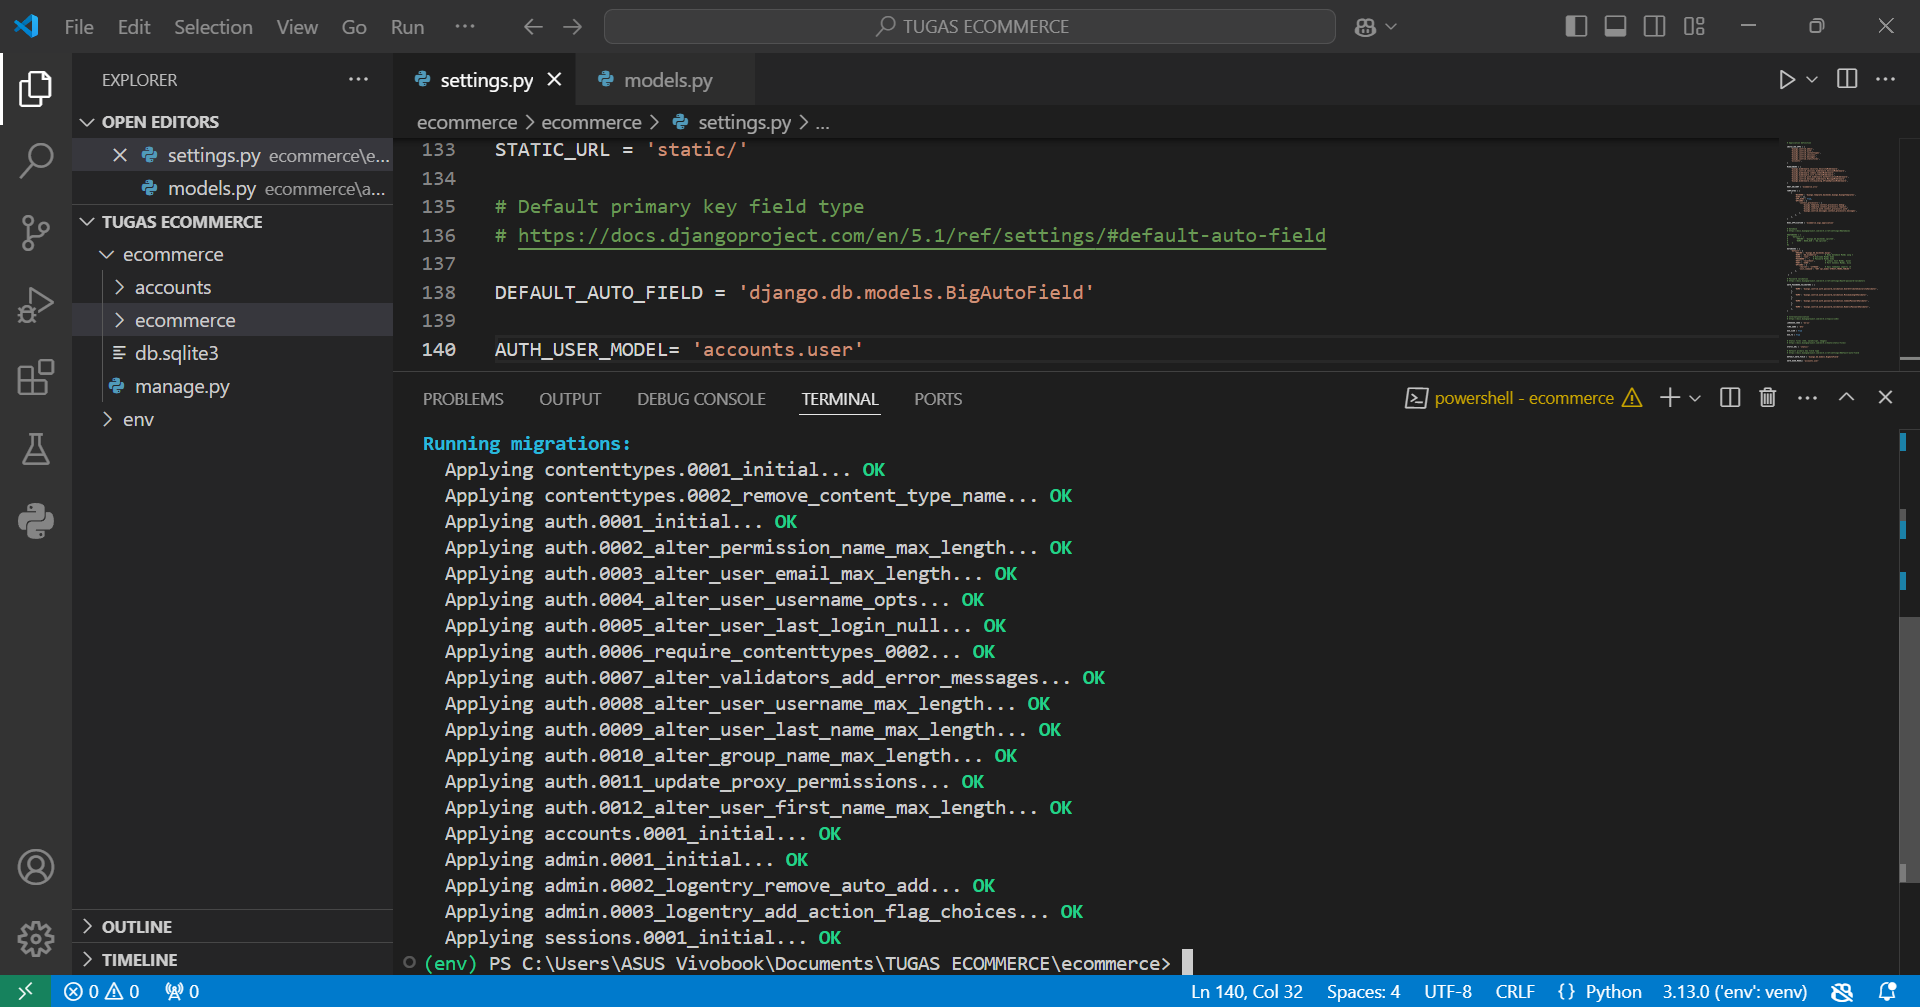 File Edit Selection View Go Run ... TUGAS ECOMMERCE
EXPLORER
OPEN EDITORS
settings.py ecommerce\e...
models.py ecommerce\a...
TUGAS ECOMMERCE
ecommerce
accounts
ecommerce
db.sqlite3
manage.py
env
OUTLINE
TIMELINE
settings.py models.py
ecommerce > ecommerce > settings.py > ...
133 STATIC_URL = 'static/'
134
135 # Default primary key field type
136 # https://docs.djangoproject.com/en/5.1/ref/settings/#default-auto-field
137
138 DEFAULT_AUTO_FIELD = 'django.db.models.BigAutoField'
139
140 AUTH_USER_MODEL= 'accounts.user'
PROBLEMS OUTPUT DEBUG CONSOLE TERMINAL PORTS powershell - ecommerce
Running migrations:
Applying contenttypes.0001_initial... OK
Applying contenttypes.0002_remove_content_type_name... OK
Applying auth.0001_initial... OK
Applying auth.0002_alter_permission_name_max_length... OK
Applying auth.0003_alter_user_email_max_length... OK
Applying auth.0004_alter_user_username_opts... OK
Applying auth.0005_alter_user_last_login_null... OK
Applying auth.0006_require_contenttypes_0002... OK
Applying auth.0007_alter_validators_add_error_messages... OK
Applying auth.0008_alter_user_username_max_length... OK
Applying auth.0009_alter_user_last_name_max_length... OK
Applying auth.0010_alter_group_name_max_length... OK
Applying auth.0011_update_proxy_permissions... OK
Applying auth.0012_alter_user_first_name_max_length... OK
Applying accounts.0001_initial... OK
Applying admin.0001_initial... OK
Applying admin.0002_logentry_remove_auto_add... OK
Applying admin.0003_logentry_add_action_flag_choices... OK
Applying sessions.0001_initial... OK
(env) PS C:\Users\ASUS Vivobook\Documents\TUGAS ECOMMERCE\ecommerce>
0 0 0 Ln 140, Col 32 Spaces: 4 UTF-8 CRLF {} Python 3.13.0 ('env': venv)